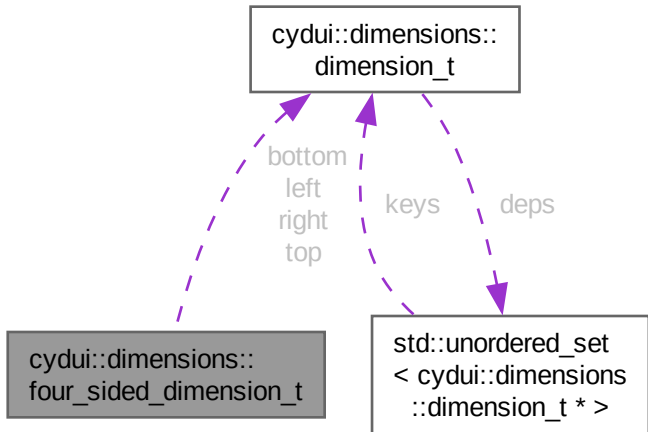 cydui::dimensions::
dimension_t
bottom
left
right
top
keys
deps
cydui::dimensions::
four_sided_dimension_t
std::unordered_set
< cydui::dimensions
::dimension_t * >